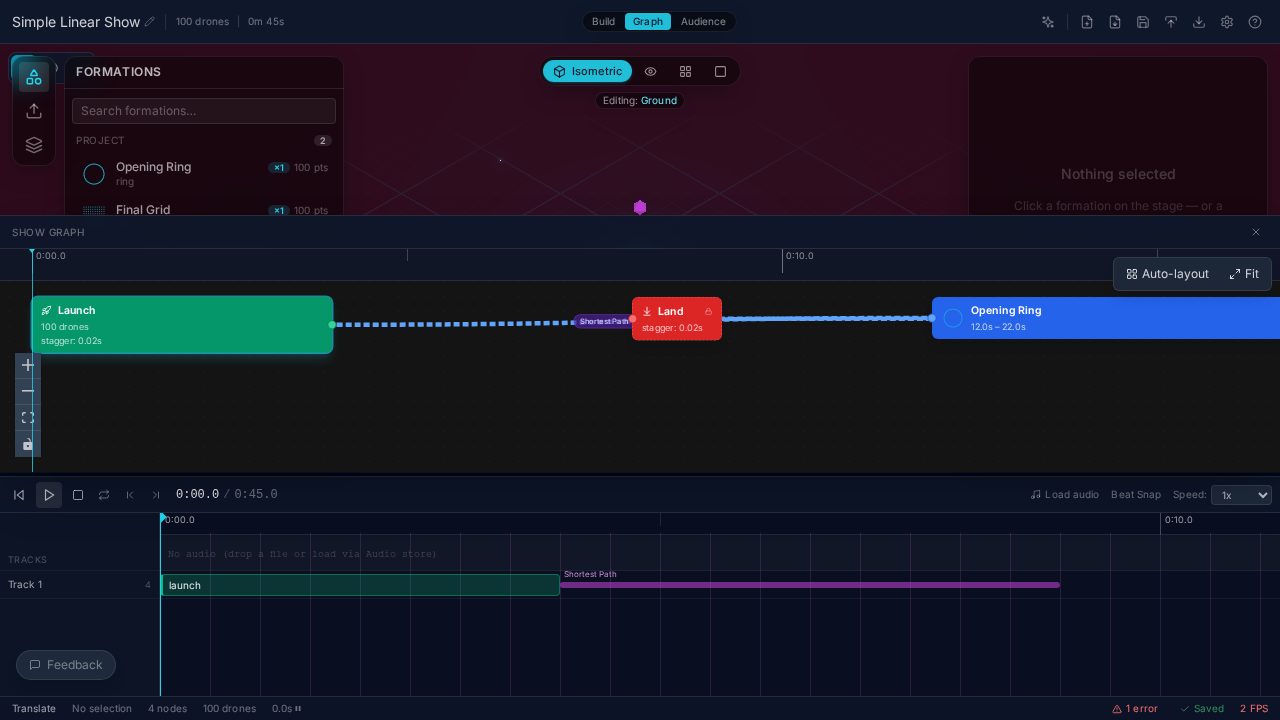 Simple Linear Show
100 drones
0m 45s
Build
Graph
Audience
FORMATIONS
Search formations...
PROJECT
2
Opening Ring
×1
100 pts
ring
Final Grid
×1
100 pts
Isometric
Editing: Ground
Nothing selected
Click a formation on the stage — or a
SHOW GRAPH
0:00.0
0:10.0
Auto-layout
Fit
Launch
100 drones
stagger: 0.02s
Shortest Path
Land
stagger: 0.02s
Opening Ring
12.0s – 22.0s
0:00.0 / 0:45.0
Load audio
Beat Snap
Speed:
1x
0:00.0
0:10.0
TRACKS
No audio (drop a file or load via Audio store)
Track 1
4
launch
Shortest Path
Feedback
Translate
No selection
4 nodes
100 drones
0.0s
1 error
Saved
2 FPS